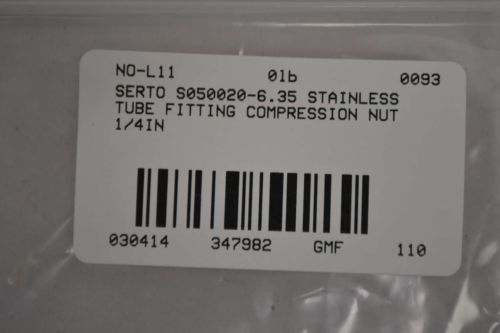 NO-L11 01b 0093
SERTO S050020-6.35 STAINLESS
TUBE FITTING COMPRESSION NUT
1/4IN
030414 347982 GMF 110